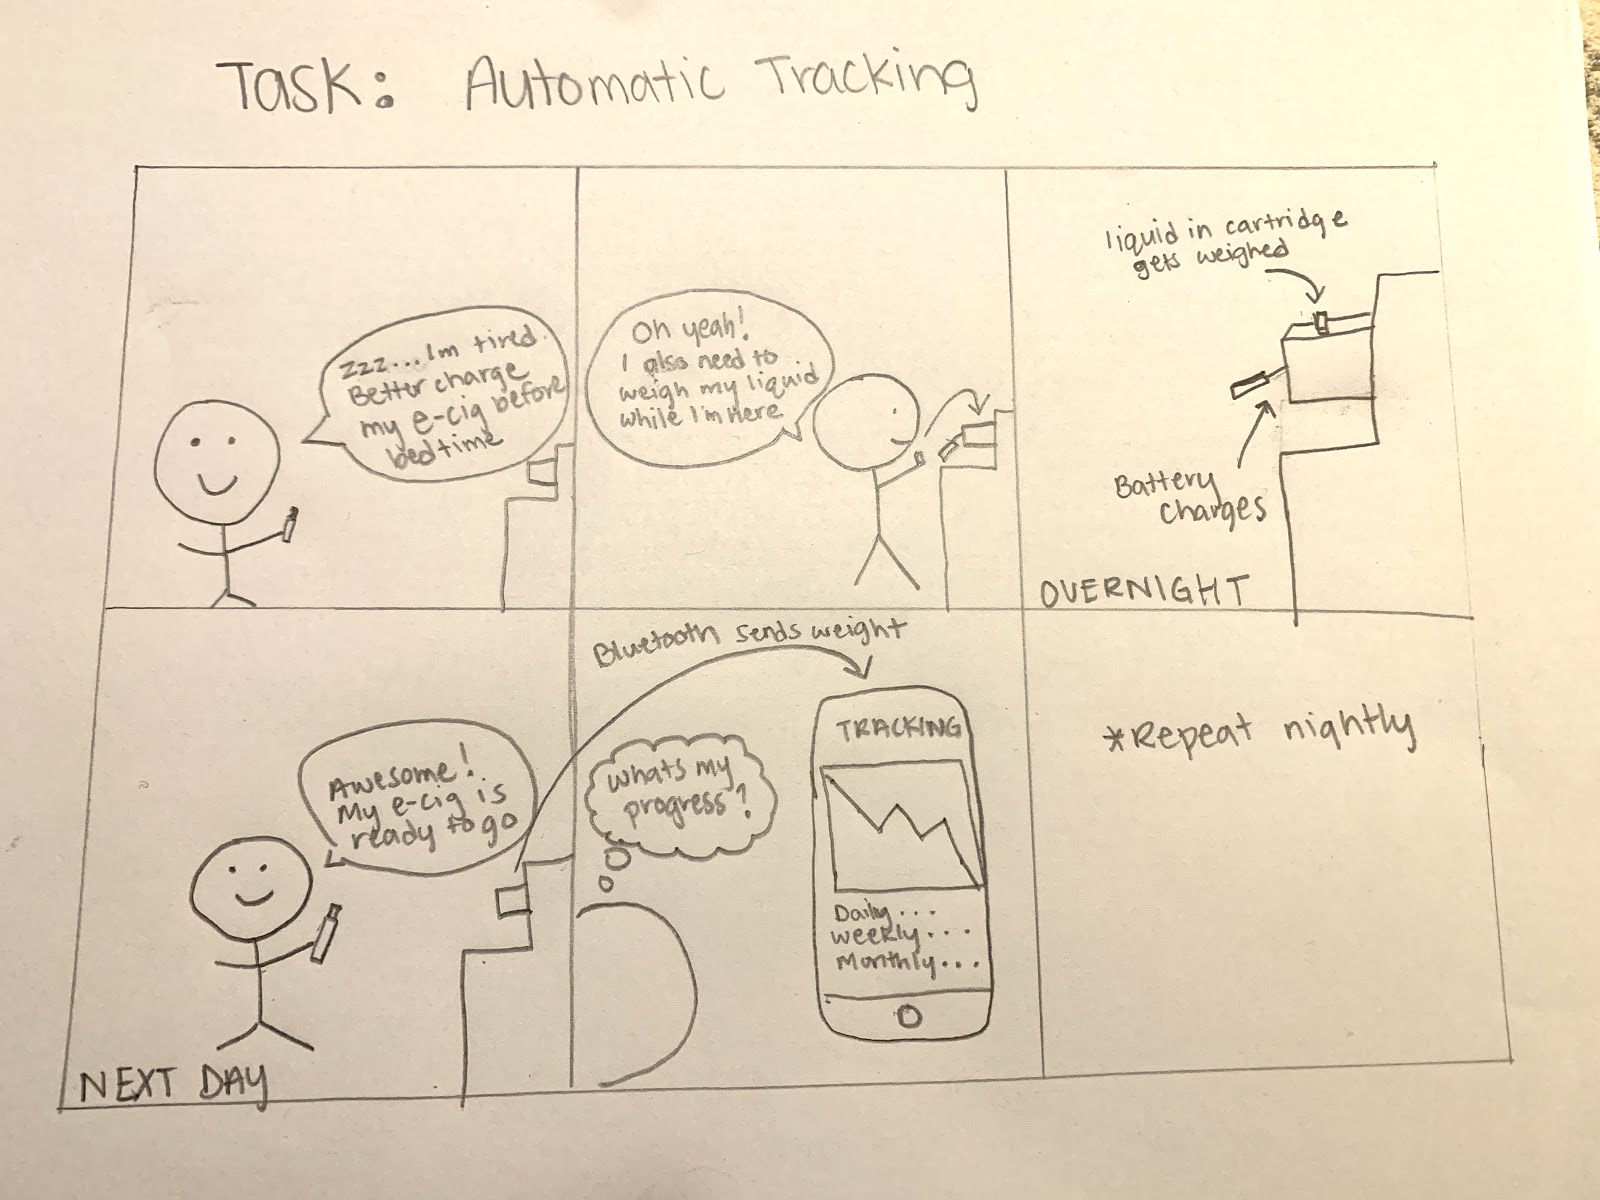 Task: Automatic Tracking
Zzz... Im tired.
Better charge
my e-cig before
bedtime
Oh yeah!
I also need to
weigh my liquid
while I'm here
liquid in cartridge
gets weighed
Battery
charges
OVERNIGHT
Awesome!
My e-cig is
ready to go
NEXT DAY
Bluetooth sends weight
whats my
progress?
TRACKING
Daily...
Weekly...
Monthly...
*Repeat nightly